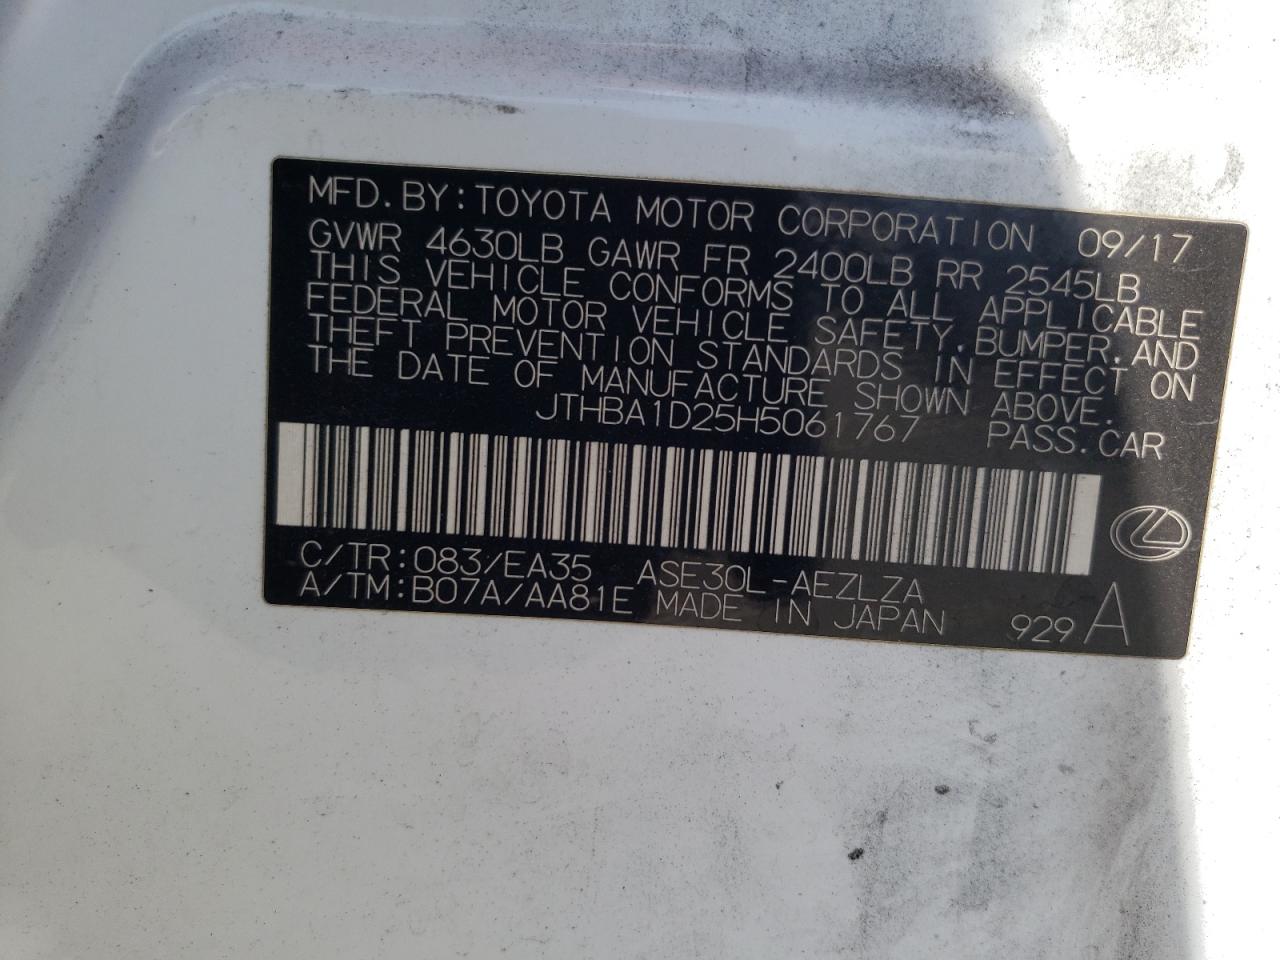 MFD. BY: TOYOTA MOTOR CORPORATION 09/17
GVWR 4630LB GAWR FR 2400LB RR 2545LB
THIS VEHICLE CONFORMS TO ALL APPLICABLE
FEDERAL MOTOR VEHICLE SAFETY, BUMPER, AND
THEFT PREVENTION STANDARDS IN EFFECT ON
THE DATE OF MANUFACTURE SHOWN ABOVE.
JTHBA1D25H5061767 PASS. CAR
C/TR: 083/EA35 ASE30L-AEZLZA
A/TM: B07A/AA81E MADE IN JAPAN 929 A